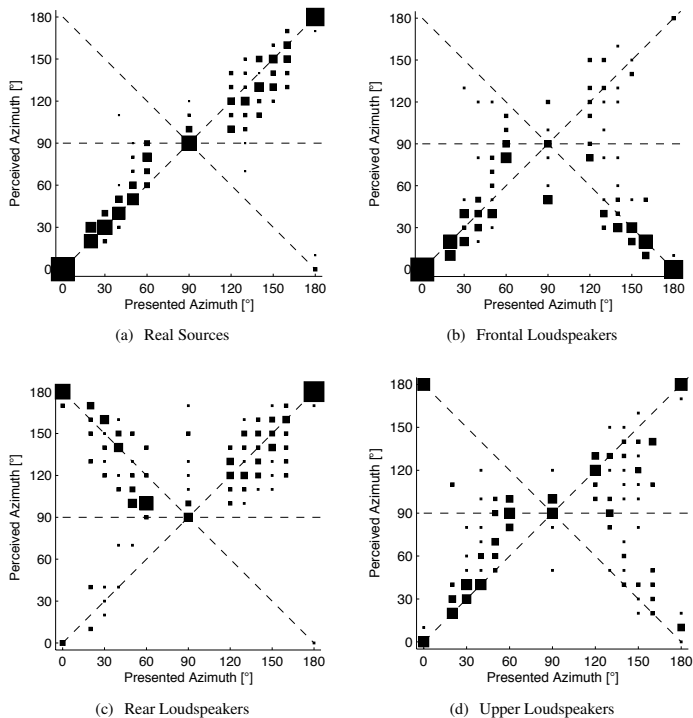 180
150
120
90
60
30
0
Perceived Azimuth [°]
0 30 60 90 120 150 180
Presented Azimuth [°]
(a) Real Sources
180
150
120
90
60
30
0
Perceived Azimuth [°]
0 30 60 90 120 150 180
Presented Azimuth [°]
(b) Frontal Loudspeakers
180
150
120
90
60
30
0
Perceived Azimuth [°]
0 30 60 90 120 150 180
Presented Azimuth [°]
(c) Rear Loudspeakers
180
150
120
90
60
30
0
Perceived Azimuth [°]
0 30 60 90 120 150 180
Presented Azimuth [°]
(d) Upper Loudspeakers